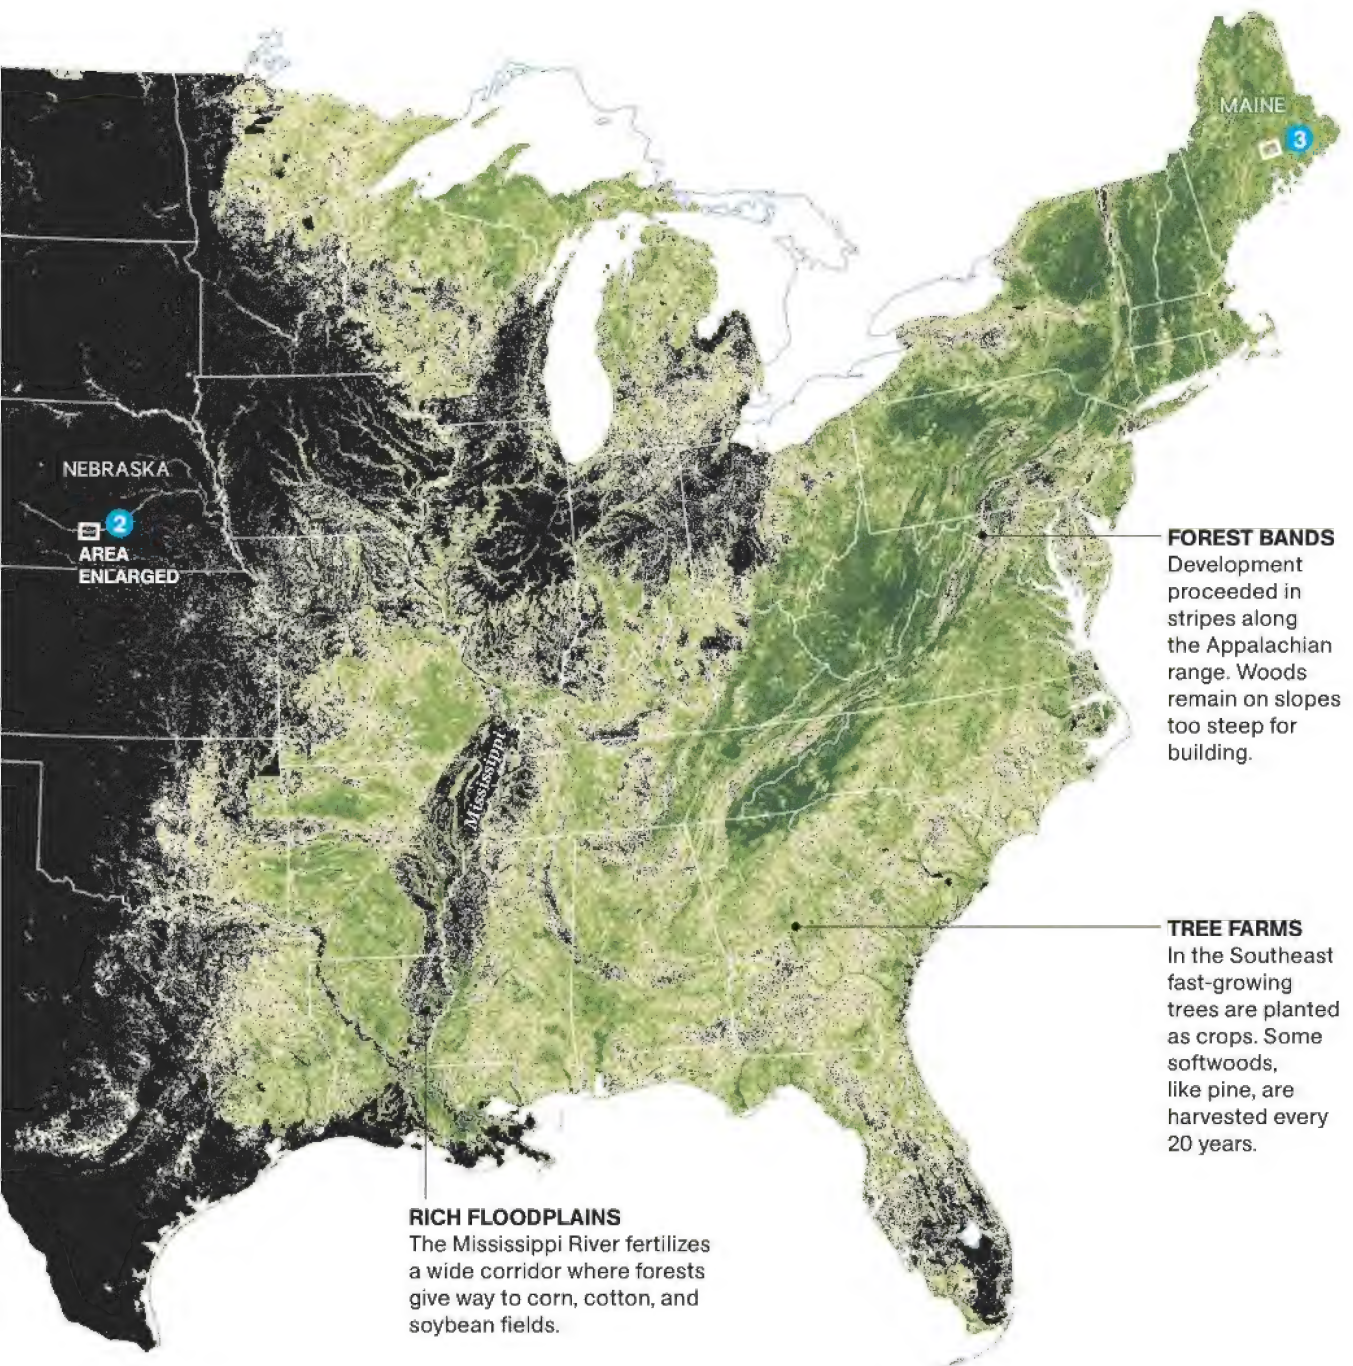 MAINE
3
NEBRASKA
2
AREA
ENLARGED
Mississippi
FOREST BANDS
Development
proceeded in
stripes along
the Appalachian
range. Woods
remain on slopes
too steep for
building.
TREE FARMS
In the Southeast
fast-growing
trees are planted
as crops. Some
softwoods,
like pine, are
harvested every
20 years.
RICH FLOODPLAINS
The Mississippi River fertilizes
a wide corridor where forests
give way to corn, cotton, and
soybean fields.